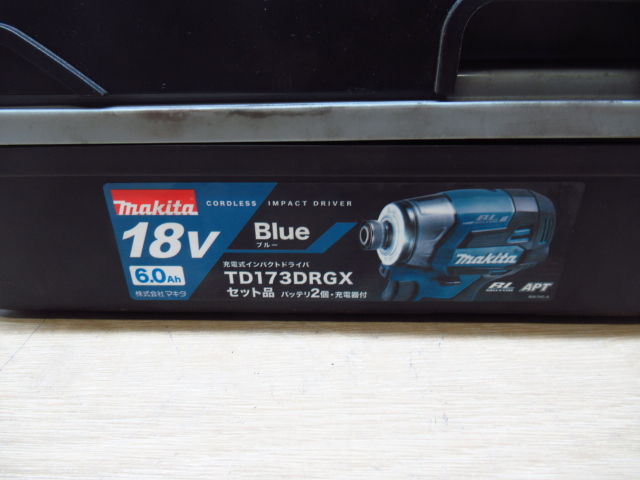 makita
CORDLESS IMPACT DRIVER
18V
Blue
ブルー
6.0Ah
充電式インパクトドライバ
TD173DRGX
株式会社マキタ
セット品 バッテリ2個・充電器付
BL
makita
BL
APT